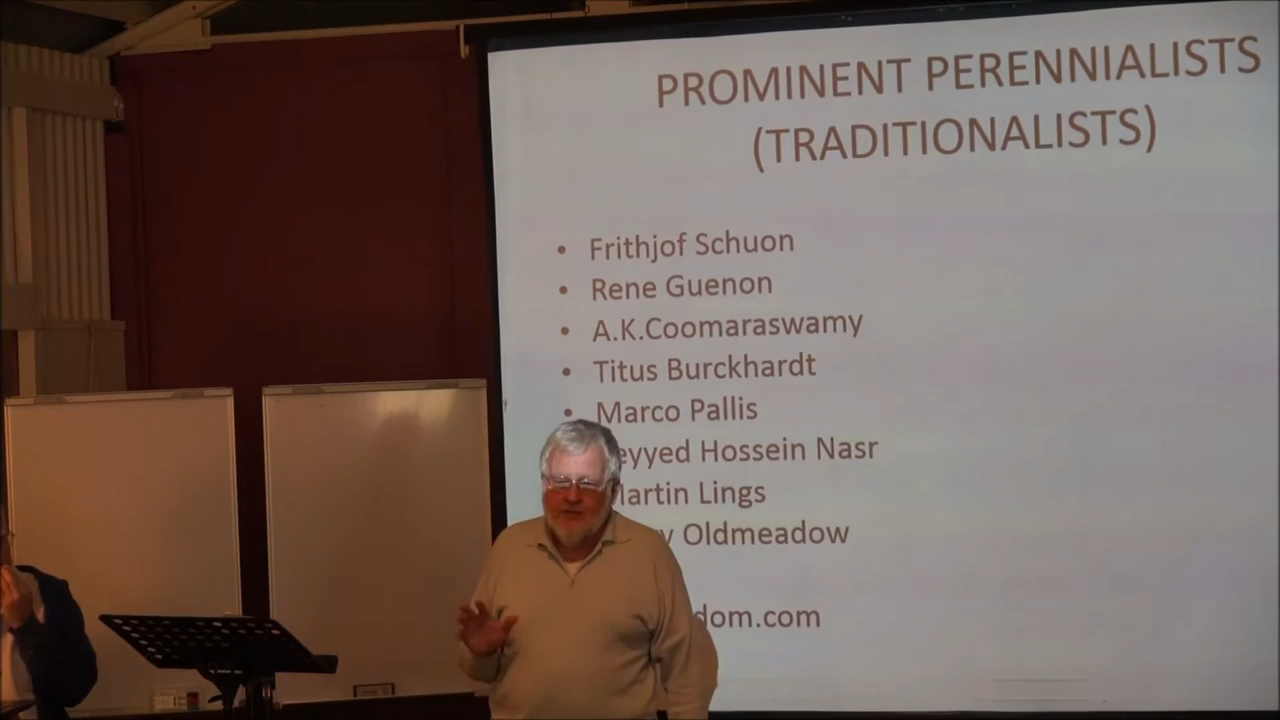 PROMINENT PERENNIALISTS
(TRADITIONALISTS)
• Frithjof Schuon
• Rene Guenon
• A.K.Coomaraswamy
• Titus Burckhardt
• Marco Pallis
eyyed Hossein Nasr
artin Lings
y Oldmeadow
dom.com